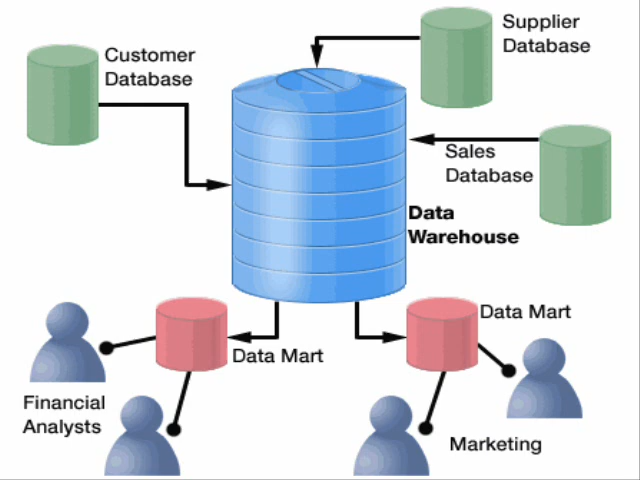 Supplier
Database
Customer
Database
Sales
Database
Data
Warehouse
Data Mart
Data Mart
Financial
Analysts
Marketing